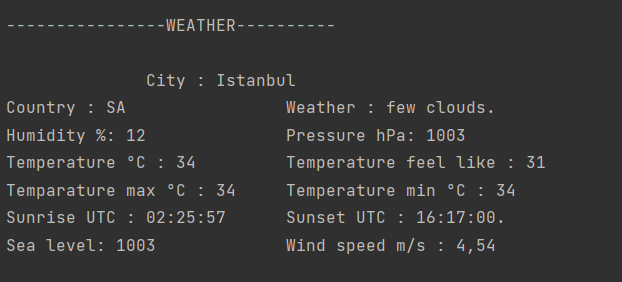 ----------------WEATHER----------
City : Istanbul
Country : SA                Weather : few clouds.
Humidity %: 12              Pressure hPa: 1003
Temperature °C : 34         Temperature feel like : 31
Temparature max °C : 34     Temperature min °C : 34
Sunrise UTC : 02:25:57      Sunset UTC : 16:17:00.
Sea level: 1003             Wind speed m/s : 4,54